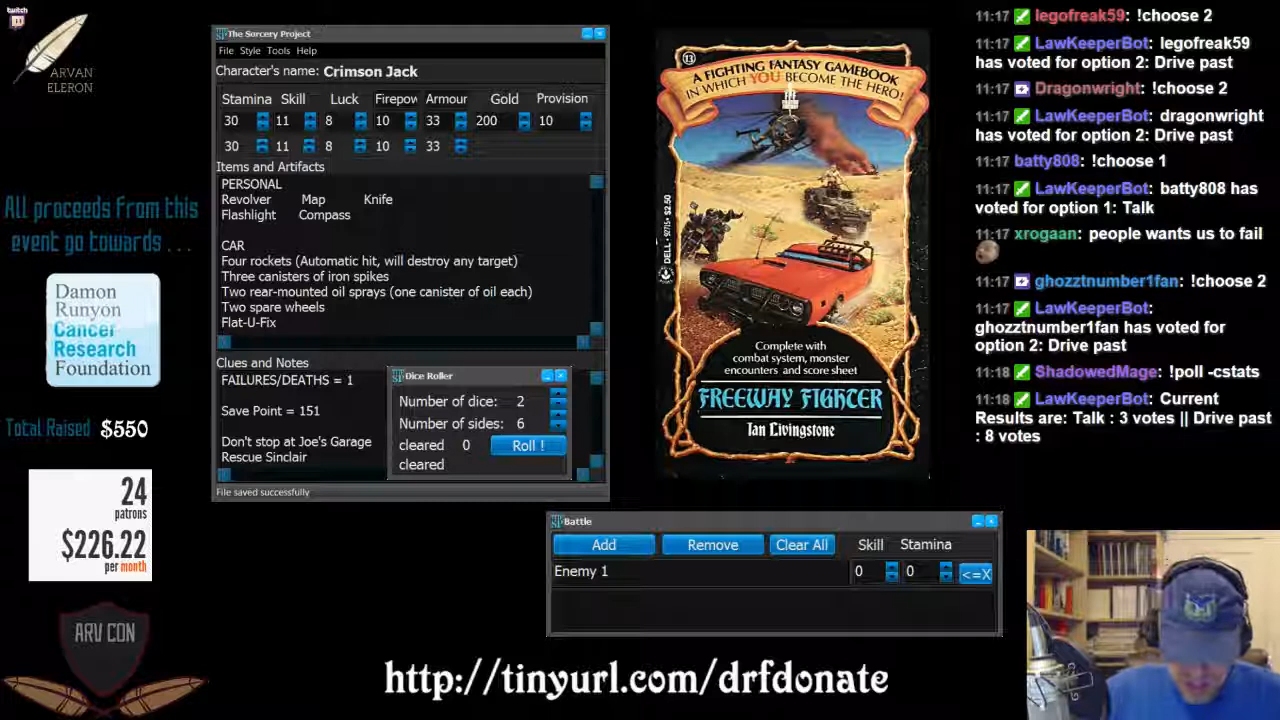 twitch
ARVAN
ELERON
All proceeds from this
event go towards . . .
Damon
Runyon
Cancer
Research
Foundation
Total Raised $550
24
patrons
$226.22
per month
ARV CON
The Sorcery Project
File Style Tools Help
Character's name: Crimson Jack
Stamina Skill Luck Firepow Armour Gold Provision
30 11 8 10 33 200 10
30 11 8 10 33
Items and Artifacts
PERSONAL
Revolver Map Knife
Flashlight Compass
CAR
Four rockets (Automatic hit, will destroy any target)
Three canisters of iron spikes
Two rear-mounted oil sprays (one canister of oil each)
Two spare wheels
Flat-U-Fix
Clues and Notes
FAILURES/DEATHS = 1
Save Point = 151
Don't stop at Joe's Garage
Rescue Sinclair
File saved successfully
Dice Roller
Number of dice: 2
Number of sides: 6
cleared 0 Roll !
cleared
13
A FIGHTING FANTASY GAMEBOOK
IN WHICH YOU BECOME THE HERO!
DELL • 92715 • $2.50
Complete with
combat system, monster
encounters and score sheet
FREEWAY FIGHTER
Ian Livingstone
Battle
Add Remove Clear All Skill Stamina
Enemy 1 0 0 <=X
http://tinyurl.com/drfdonate
11:17 legofreak59: !choose 2
11:17 LawKeeperBot: legofreak59
has voted for option 2: Drive past
11:17 Dragonwright: !choose 2
11:17 LawKeeperBot: dragonwright
has voted for option 2: Drive past
11:17 batty808: !choose 1
11:17 LawKeeperBot: batty808 has
voted for option 1: Talk
11:17 xrogaan: people wants us to fail
11:17 ghozztnumber1fan: !choose 2
11:17 LawKeeperBot:
ghozztnumber1fan has voted for
option 2: Drive past
11:18 ShadowedMage: !poll -cstats
11:18 LawKeeperBot: Current
Results are: Talk : 3 votes || Drive past
: 8 votes